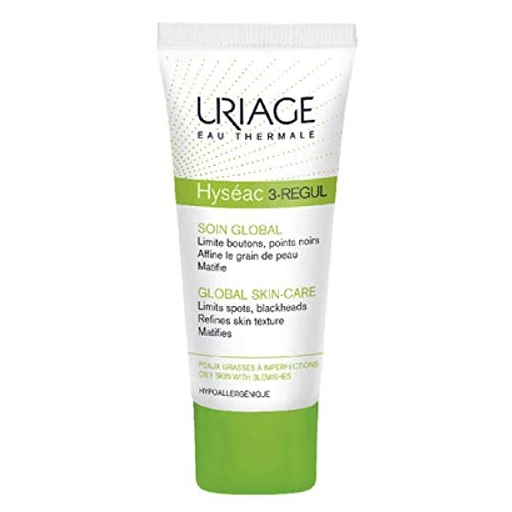 URIAGE
EAU THERMALE
Hyséac 3-REGUL
SOIN GLOBAL
Limite boutons, points noirs
Affine le grain de peau
Matifie
GLOBAL SKIN-CARE
Limits spots, blackheads
Refines skin texture
Matifies
PEAUX GRASSES À IMPERFECTIONS
OILY SKIN WITH BLEMISHES
HYPOALLERGÉNIQUE